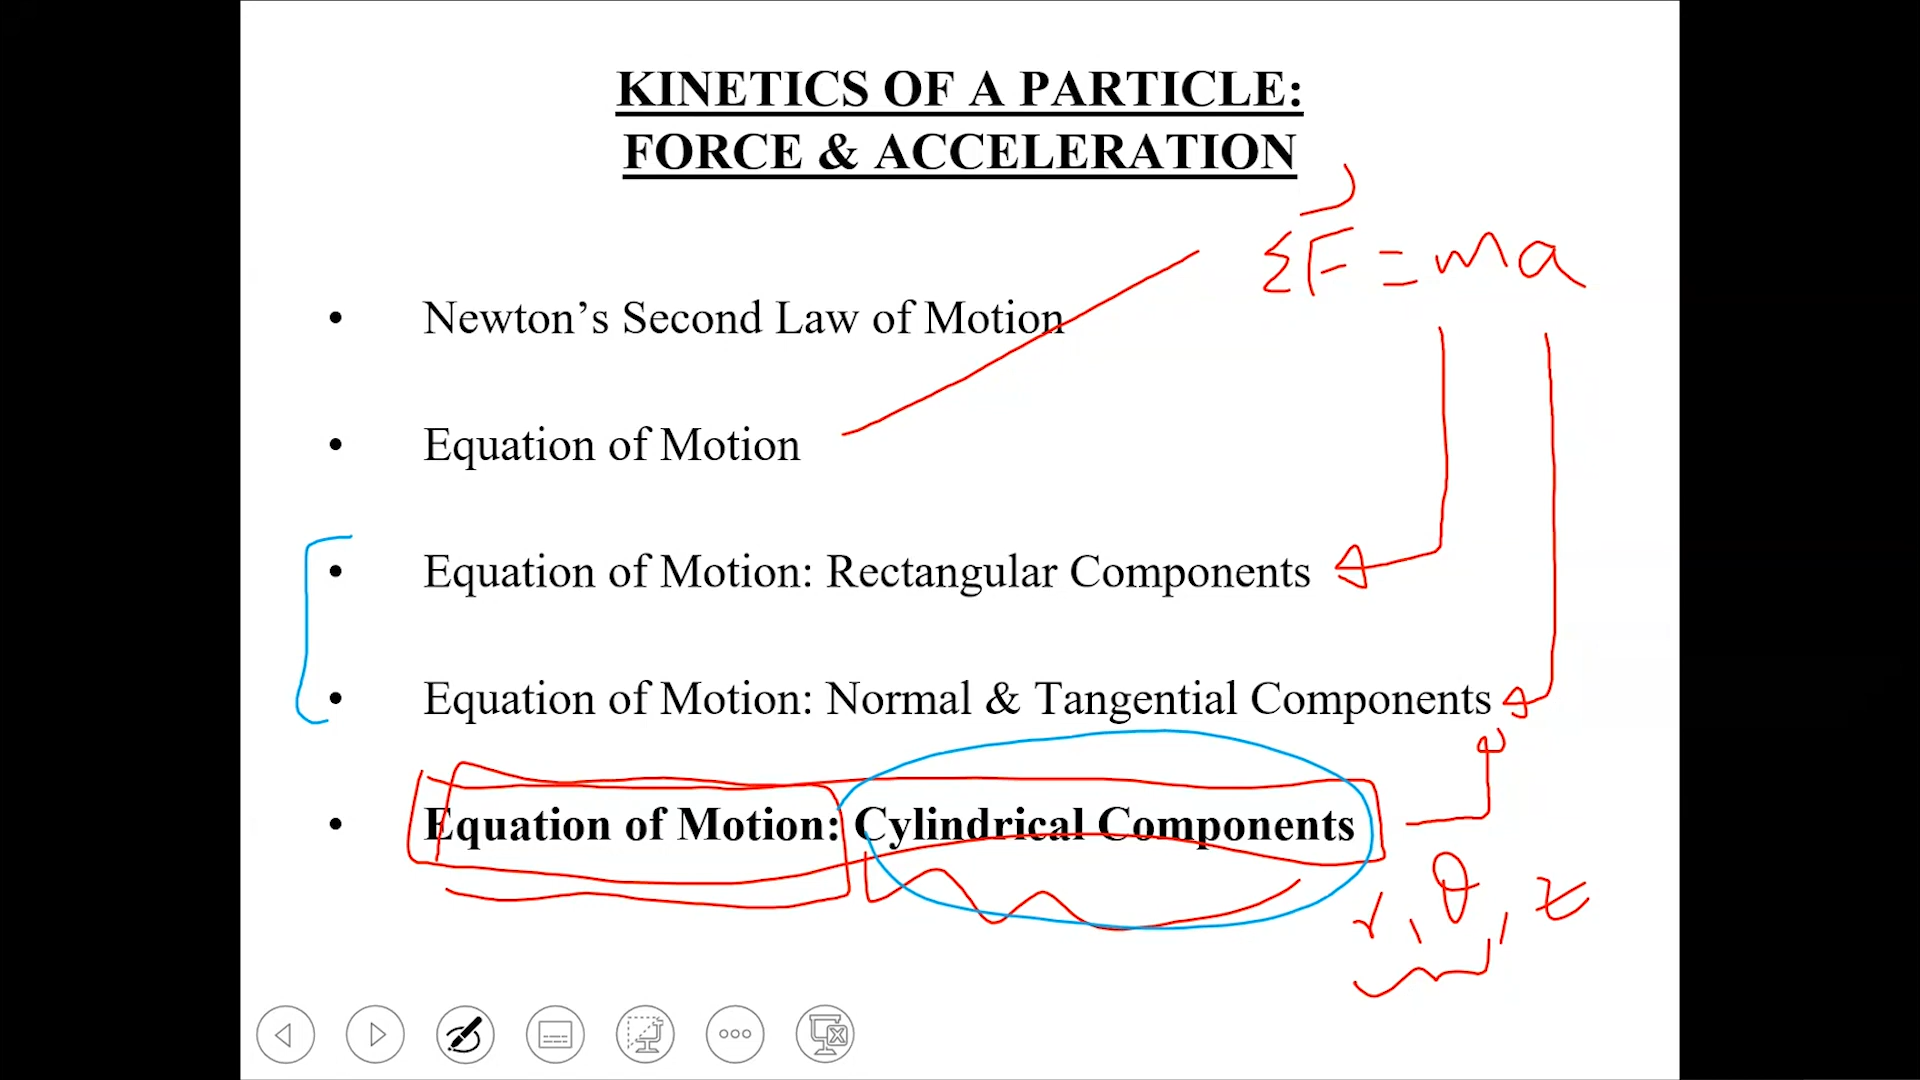 KINETICS OF A PARTICLE:
FORCE & ACCELERATION
ΣF = ma
• Newton’s Second Law of Motion
• Equation of Motion
• Equation of Motion: Rectangular Components
• Equation of Motion: Normal & Tangential Components
• Equation of Motion: Cylindrical Components
r, θ, z